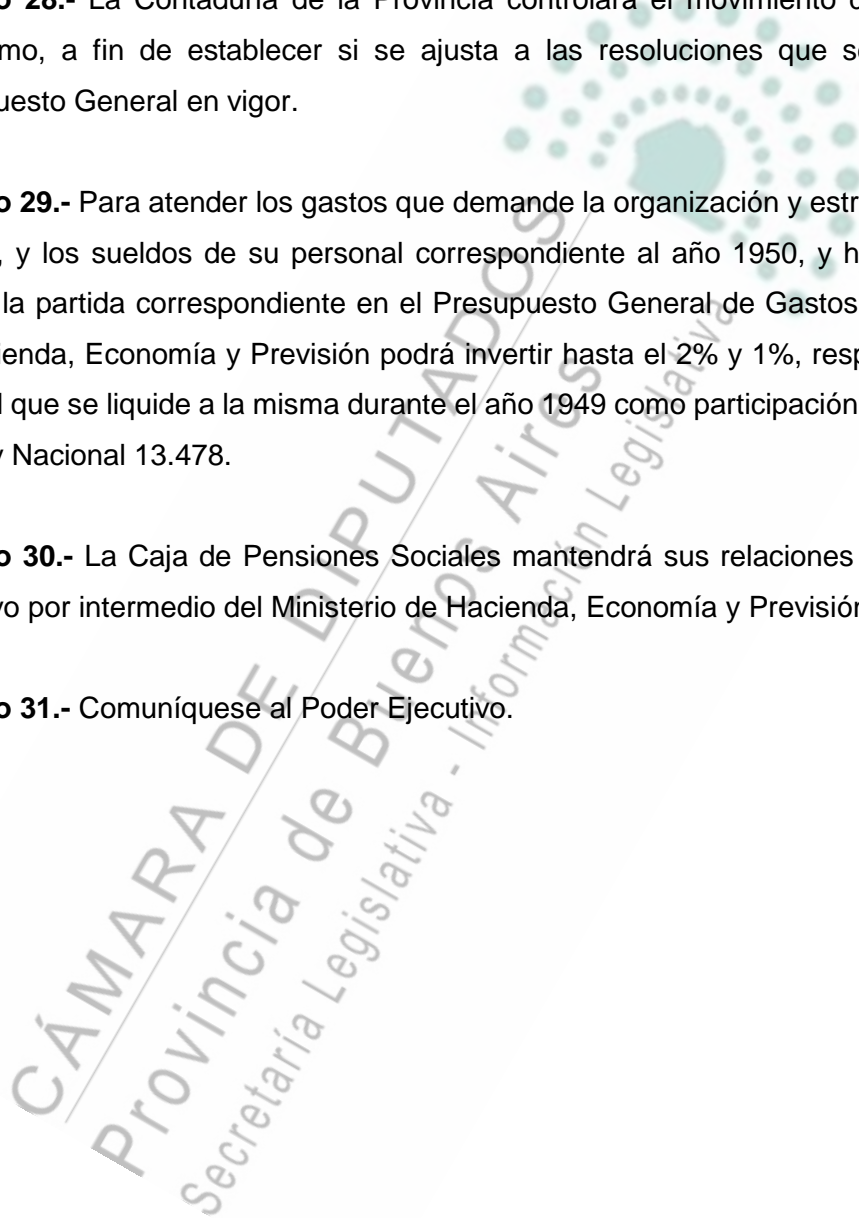 o 28.- La Contaduría de la Provincia controlará el movimiento
mo, a fin de establecer si se ajusta a las resoluciones que
uesto General en vigor.
o 29.- Para atender los gastos que demande la organización y estr
, y los sueldos de su personal correspondiente al año 1950, y h
la partida correspondiente en el Presupuesto General de Gastos
ienda, Economía y Previsión podrá invertir hasta el 2% y 1%, resp
l que se liquide a la misma durante el año 1949 como participación
y Nacional 13.478.
o 30.- La Caja de Pensiones Sociales mantendrá sus relaciones
vo por intermedio del Ministerio de Hacienda, Economía y Previsión
o 31.- Comuníquese al Poder Ejecutivo.
CÁMARA DE DIPUTADOS
Provincia de Buenos Aires
Secretaría Legislativa - Información Legislativa